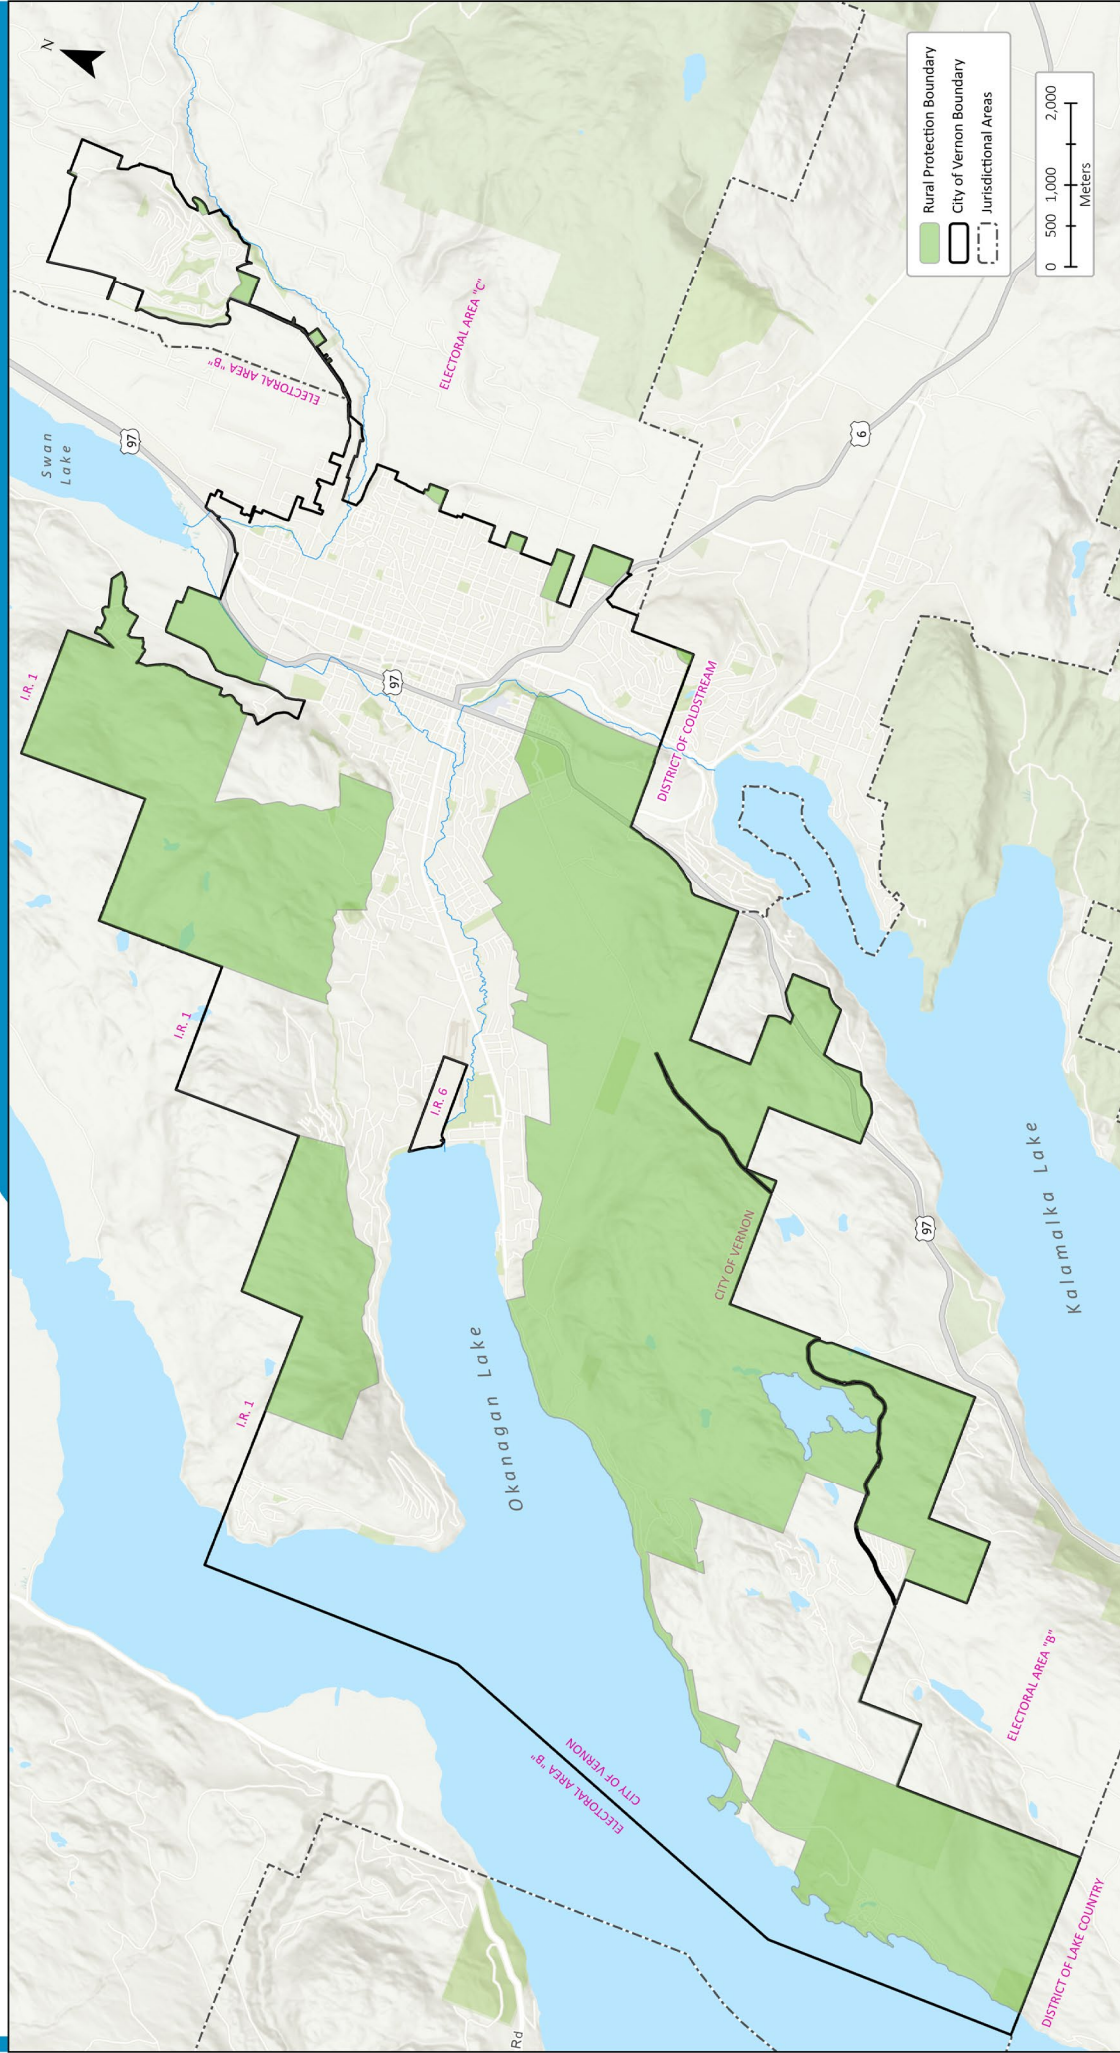 N
Swan
Lake
97
I.R. 1
ELECTORAL AREA "B"
ELECTORAL AREA "C"
Rural Protection Boundary
City of Vernon Boundary
Jurisdictional Areas
0 500 1,000 2,000
Meters
6
97
DISTRICT OF COLDSTREAM
I.R. 1
I.R. 6
CITY OF VERNON
97
Kalamalka Lake
I.R. 1
Okanagan Lake
CITY OF VERNON
ELECTORAL AREA "B"
ELECTORAL AREA "B"
DISTRICT OF LAKE COUNTRY
Rd